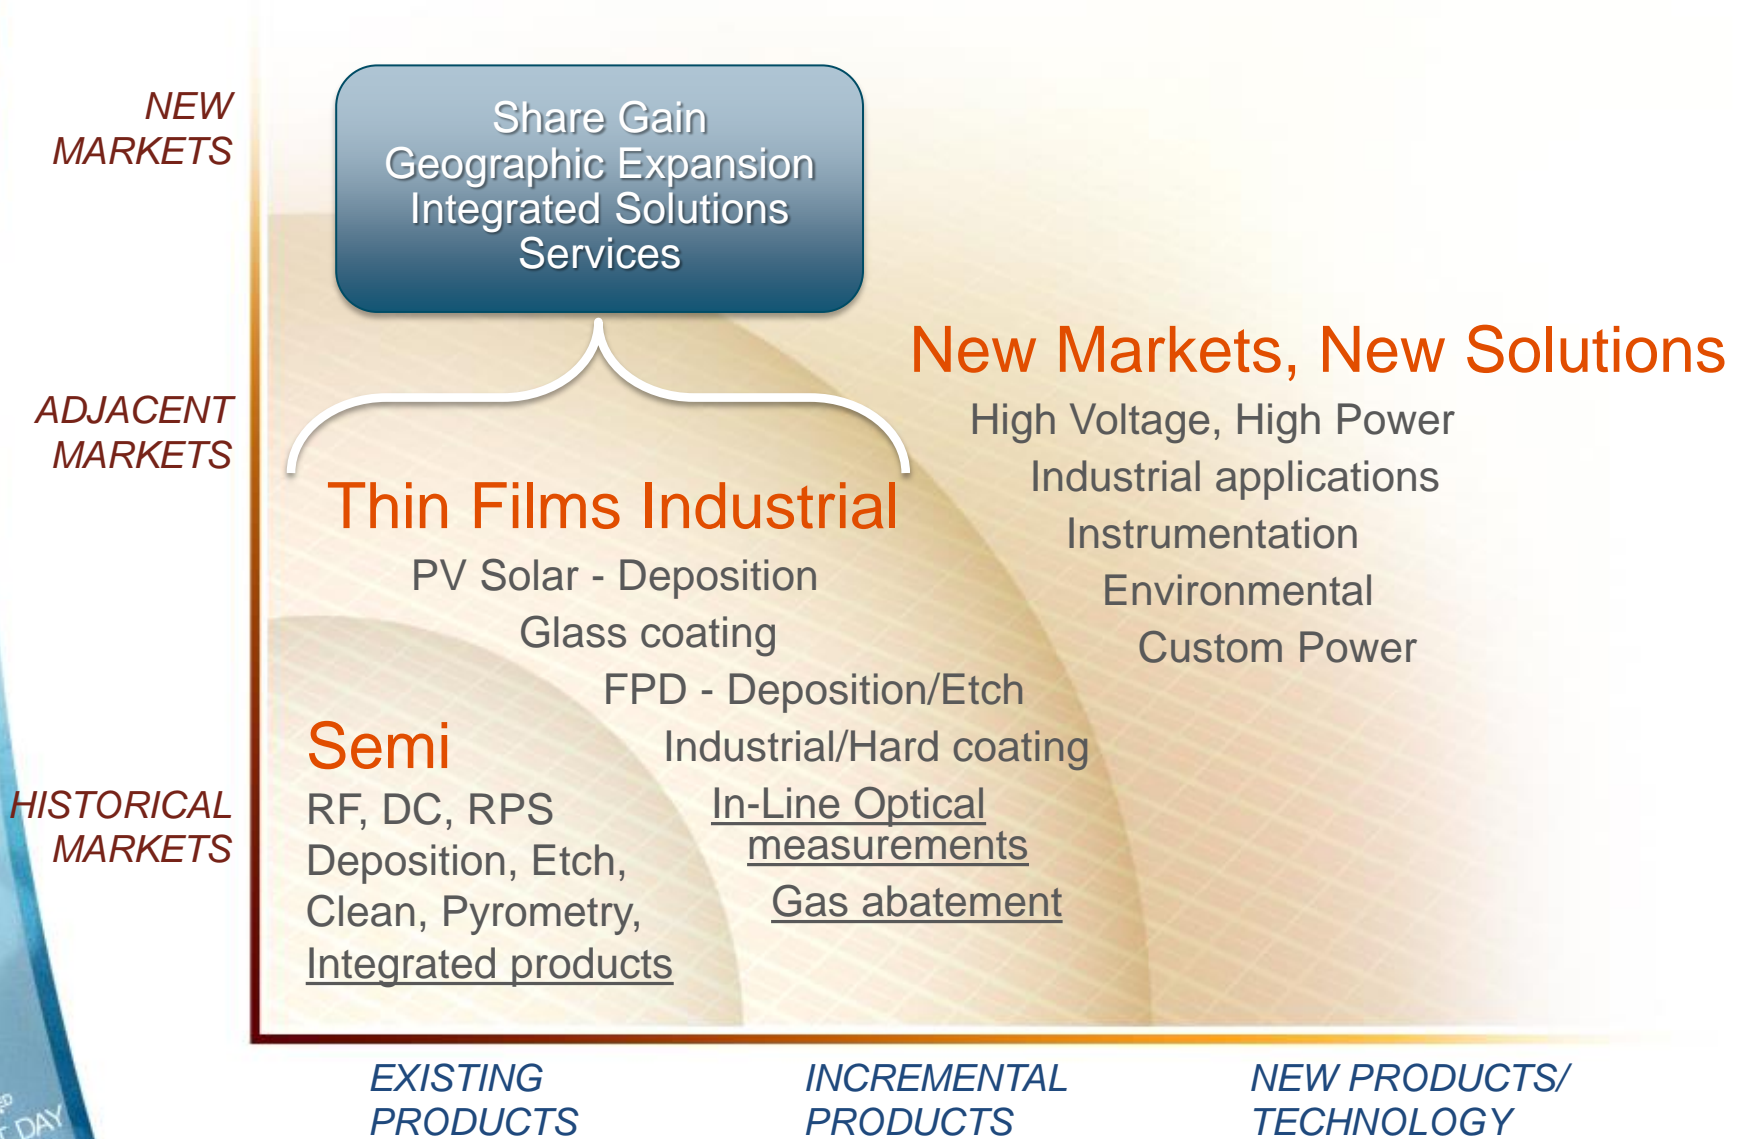 NEW
MARKETS
Share Gain
Geographic Expansion
Integrated Solutions
Services
ADJACENT
MARKETS
New Markets, New Solutions
High Voltage, High Power
Industrial applications
Instrumentation
Environmental
Custom Power
Thin Films Industrial
PV Solar - Deposition
Glass coating
FPD - Deposition/Etch
Industrial/Hard coating
In-Line Optical
measurements
Gas abatement
HISTORICAL
MARKETS
Semi
RF, DC, RPS
Deposition, Etch,
Clean, Pyrometry,
Integrated products
EXISTING
PRODUCTS
INCREMENTAL
PRODUCTS
NEW PRODUCTS/
TECHNOLOGY
DAY